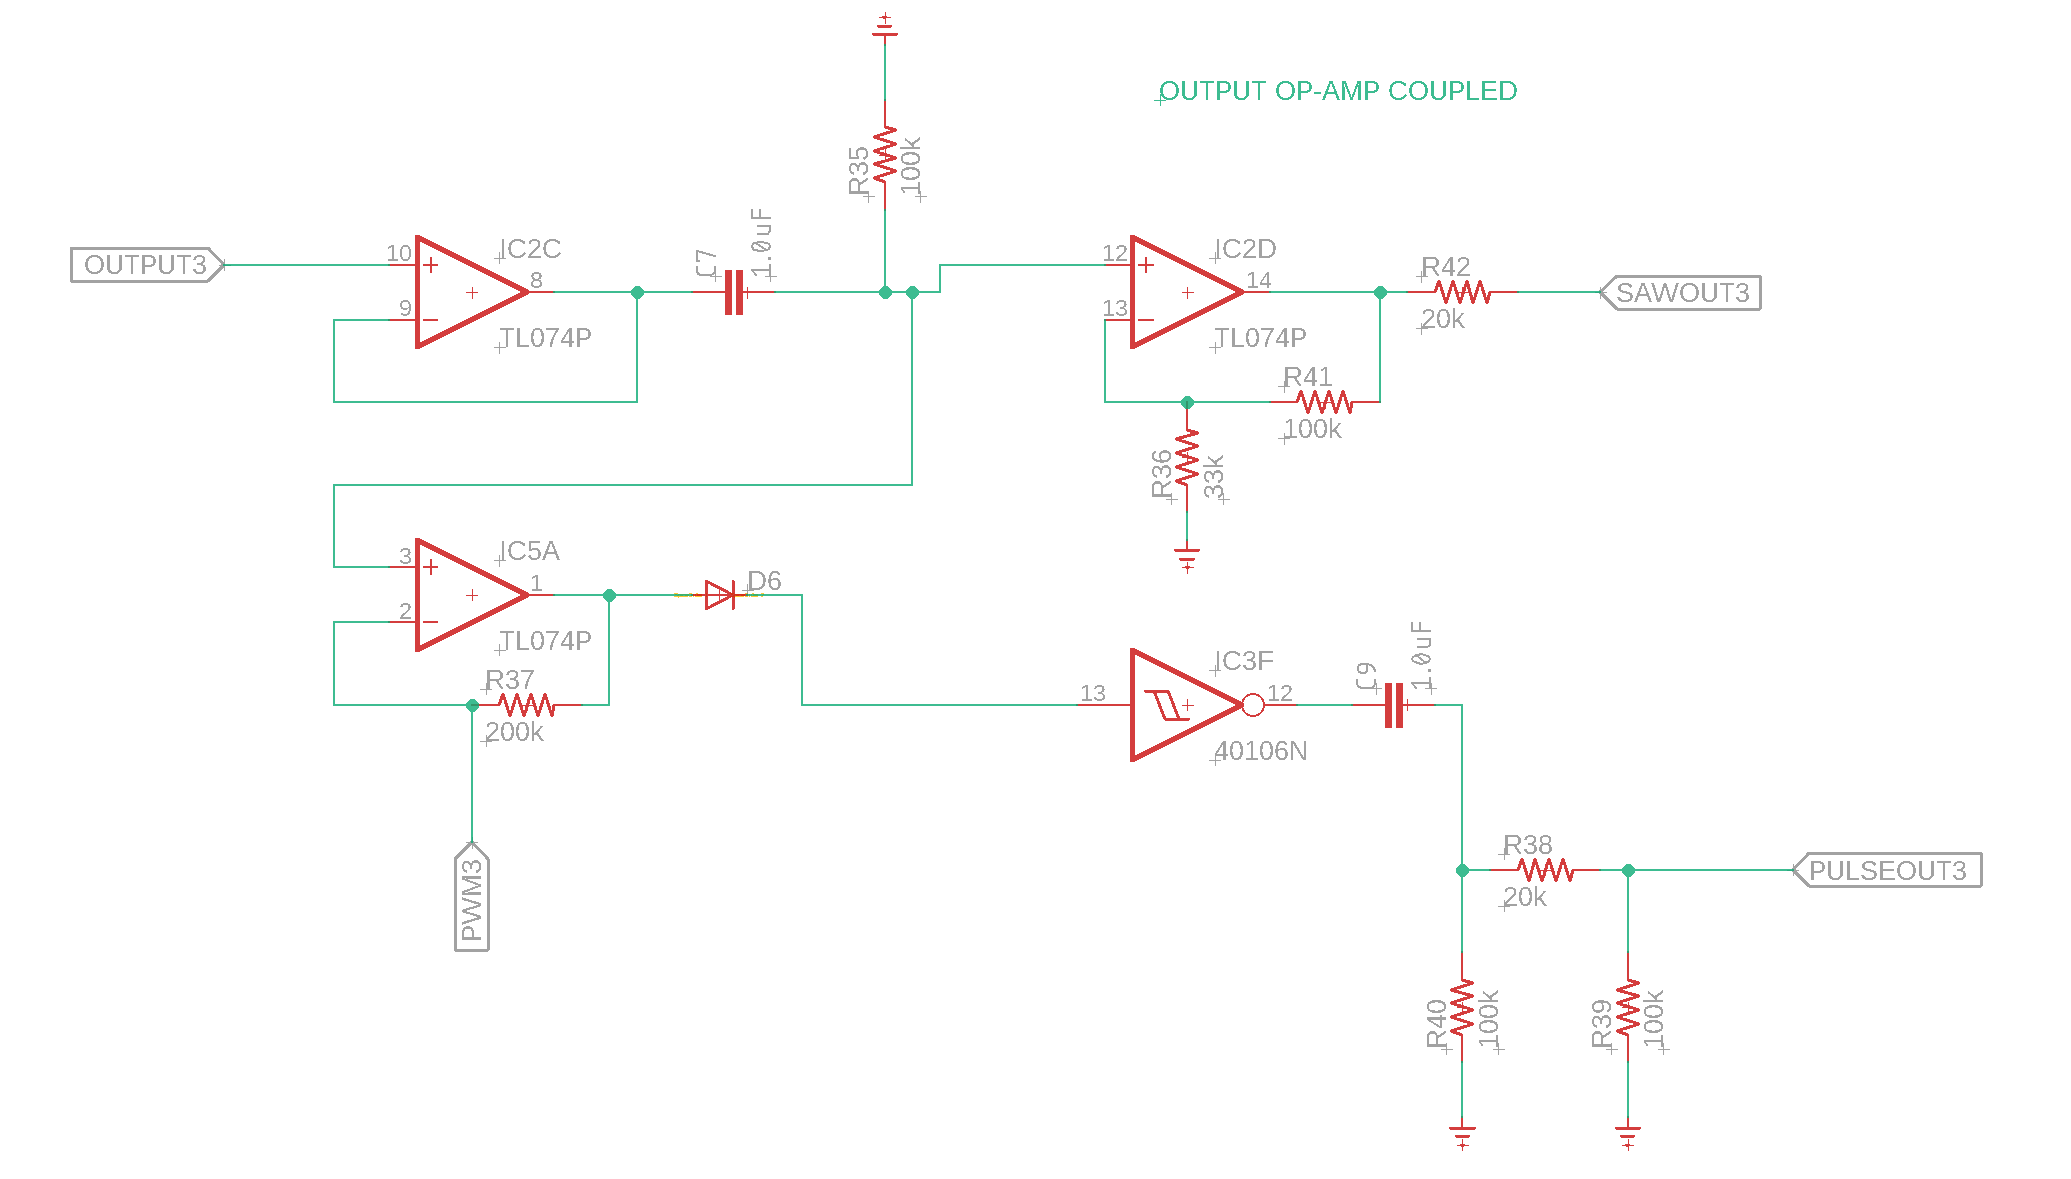 OUTPUT OP-AMP COUPLED
R35
100k
OUTPUT3
10
9
8
IC2C
TL074P
C7
1.0uF
12
13
14
IC2D
TL074P
R42
20k
SAWOUT3
R41
100k
R36
33k
3
2
1
IC5A
TL074P
D6
R37
200k
PWM3
13
12
IC3F
40106N
C9
1.0uF
R38
20k
PULSEOUT3
R40
100k
R39
100k